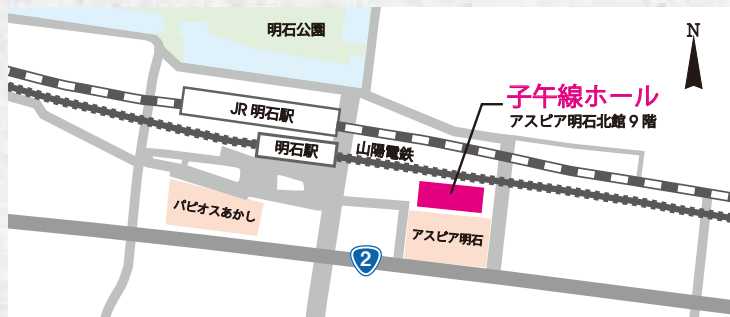 明石公園
N
JR 明石駅
子午線ホール
アスピア明石北館 9 階
明石駅
山陽電鉄
パピオスあかし
アスピア明石
2